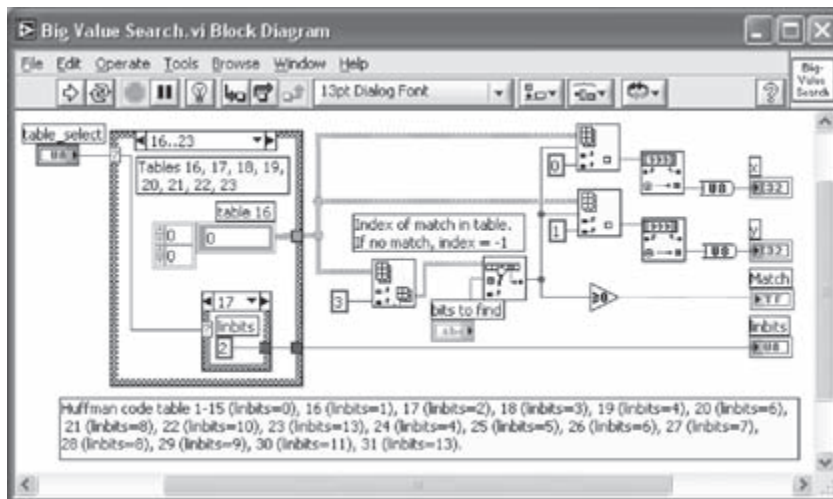 Big Value Search.vi Block Diagram
File Edit Operate Tools Browse Window Help
13pt Dialog Font
Big-
Value
Search
table_select
U8
16..23
Tables 16, 17, 18, 19,
20, 21, 22, 23
table 16
0
0
0
17
linbits
2
Index of match in table.
If no match, index = -1
3
bits to find
abc
0
1
U8
U8
x
I32
y
I32
≥0
Match
TF
linbits
U8
Huffman code table 1-15 (linbits=0), 16 (linbits=1), 17 (linbits=2), 18 (linbits=3), 19 (linbits=4), 20 (linbits=6),
21 (linbits=8), 22 (linbits=10), 23 (linbits=13), 24 (linbits=4), 25 (linbits=5), 26 (linbits=6), 27 (linbits=7),
28 (linbits=8), 29 (linbits=9), 30 (linbits=11), 31 (linbits=13).